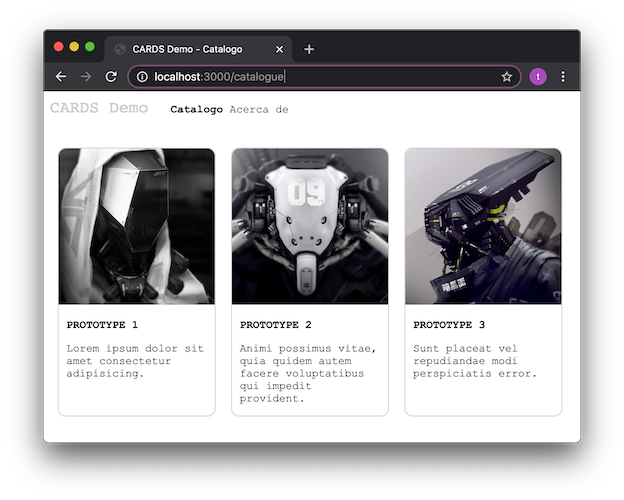 CARDS Demo - Catalogo
localhost:3000/catalogue
t
CARDS Demo Catalogo Acerca de
09
PROTOTYPE 1
Lorem ipsum dolor sit
amet consectetur
adipisicing.
PROTOTYPE 2
Animi possimus vitae,
quia quidem autem
facere voluptatibus
qui impedit
provident.
PROTOTYPE 3
Sunt placeat vel
repudiandae modi
perspiciatis error.